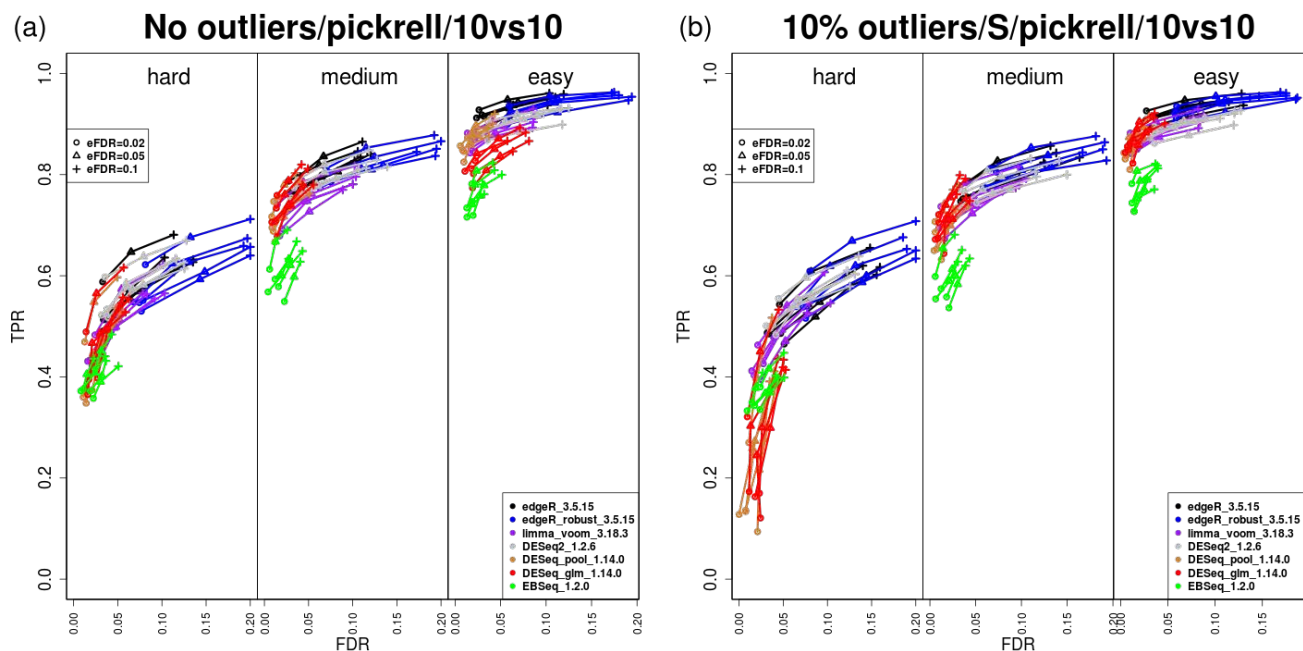 (a) No outliers/pickrell/10vs10
hard medium easy
eFDR=0.02
eFDR=0.05
eFDR=0.1
TPR
1.0
0.8
0.6
0.4
0.2
0.0
edgeR_3.5.15
edgeR_robust_3.5.15
limma_voom_3.18.3
DESeq2_1.2.6
DESeq_pool_1.14.0
DESeq_glm_1.14.0
EBSeq_1.2.0
0.00 0.05 0.10 0.15 0.20 0.00 0.05 0.10 0.15 0.20 0.00 0.05 0.10 0.15 0.20
FDR
(b) 10% outliers/S/pickrell/10vs10
hard medium easy
eFDR=0.02
eFDR=0.05
eFDR=0.1
TPR
1.0
0.8
0.6
0.4
0.2
0.0
edgeR_3.5.15
edgeR_robust_3.5.15
limma_voom_3.18.3
DESeq2_1.2.6
DESeq_pool_1.14.0
DESeq_glm_1.14.0
EBSeq_1.2.0
0.00 0.05 0.10 0.15 0.20 0.00 0.05 0.10 0.15 0.20 0.00 0.05 0.10 0.15
FDR